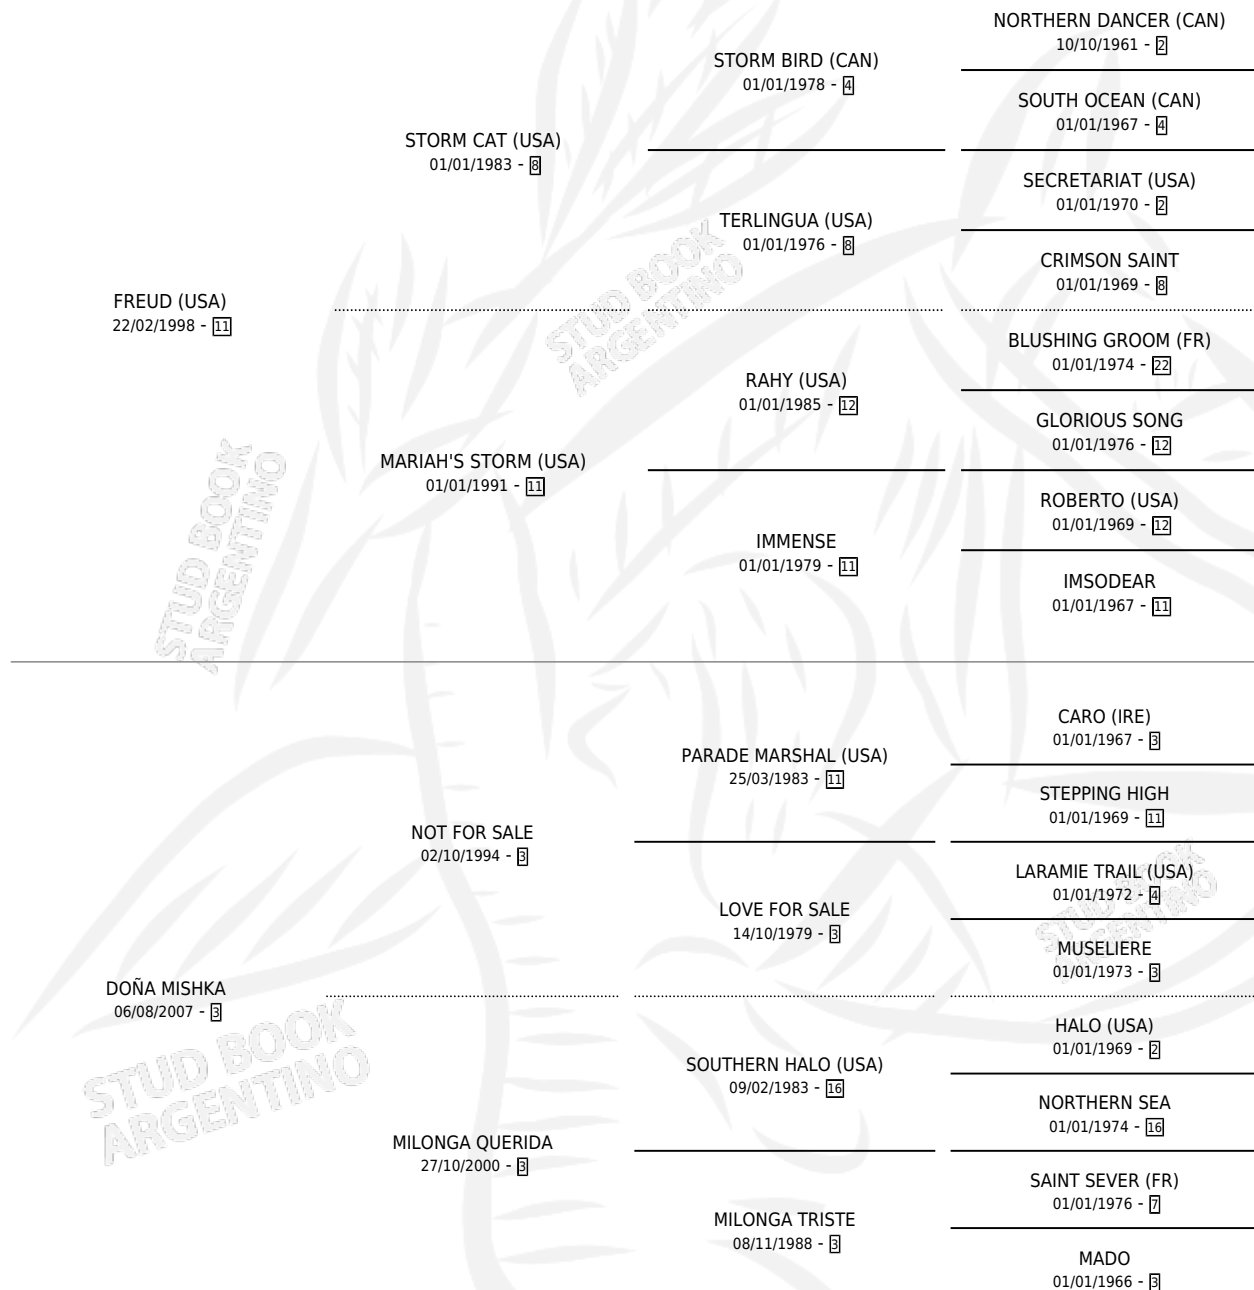 FREUD (USA)
22/02/1998 - 11
STORM CAT (USA)
01/01/1983 - 8
STORM BIRD (CAN)
01/01/1978 - 4
NORTHERN DANCER (CAN)
10/10/1961 - 2
SOUTH OCEAN (CAN)
01/01/1967 - 4
TERLINGUA (USA)
01/01/1976 - 8
SECRETARIAT (USA)
01/01/1970 - 2
CRIMSON SAINT
01/01/1969 - 8
MARIAH'S STORM (USA)
01/01/1991 - 11
RAHY (USA)
01/01/1985 - 12
BLUSHING GROOM (FR)
01/01/1974 - 22
GLORIOUS SONG
01/01/1976 - 12
IMMENSE
01/01/1979 - 11
ROBERTO (USA)
01/01/1969 - 12
IMSODEAR
01/01/1967 - 11
DOÑA MISHKA
06/08/2007 - 3
NOT FOR SALE
02/10/1994 - 3
PARADE MARSHAL (USA)
25/03/1983 - 11
CARO (IRE)
01/01/1967 - 3
STEPPING HIGH
01/01/1969 - 11
LOVE FOR SALE
14/10/1979 - 3
LARAMIE TRAIL (USA)
01/01/1972 - 4
MUSELIERE
01/01/1973 - 3
MILONGA QUERIDA
27/10/2000 - 3
SOUTHERN HALO (USA)
09/02/1983 - 16
HALO (USA)
01/01/1969 - 2
NORTHERN SEA
01/01/1974 - 16
MILONGA TRISTE
08/11/1988 - 3
SAINT SEVER (FR)
01/01/1976 - 7
MADO
01/01/1966 - 3
STUD BOOK
ARGENTINO
STUD BOOK
ARGENTINO
STUD BOOK
ARGENTINO
STUD BOOK
ARGENTINO